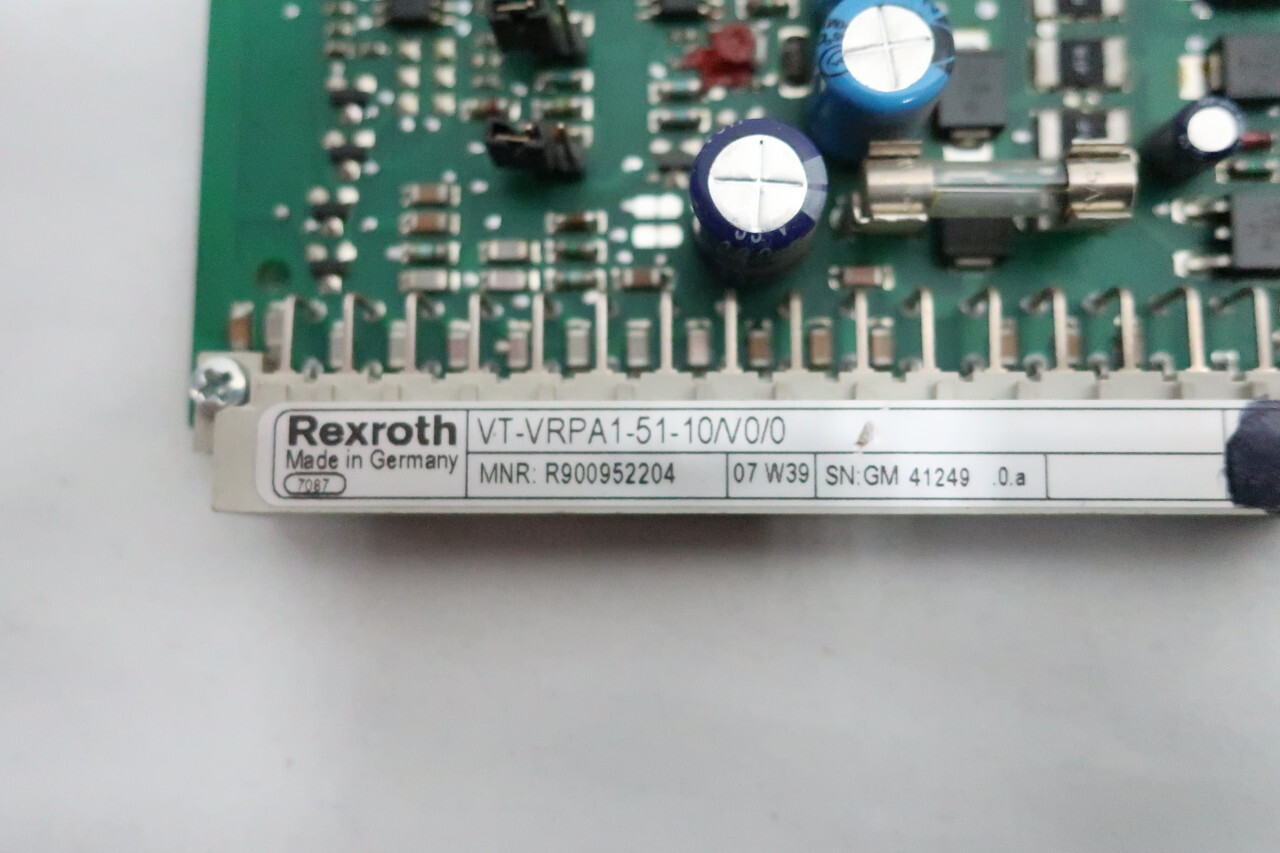 Rexroth
Made in Germany
7087
VT-VRPA1-51-10/V0/0
MNR: R900952204
07 W39
SN:GM 41249 .0.a